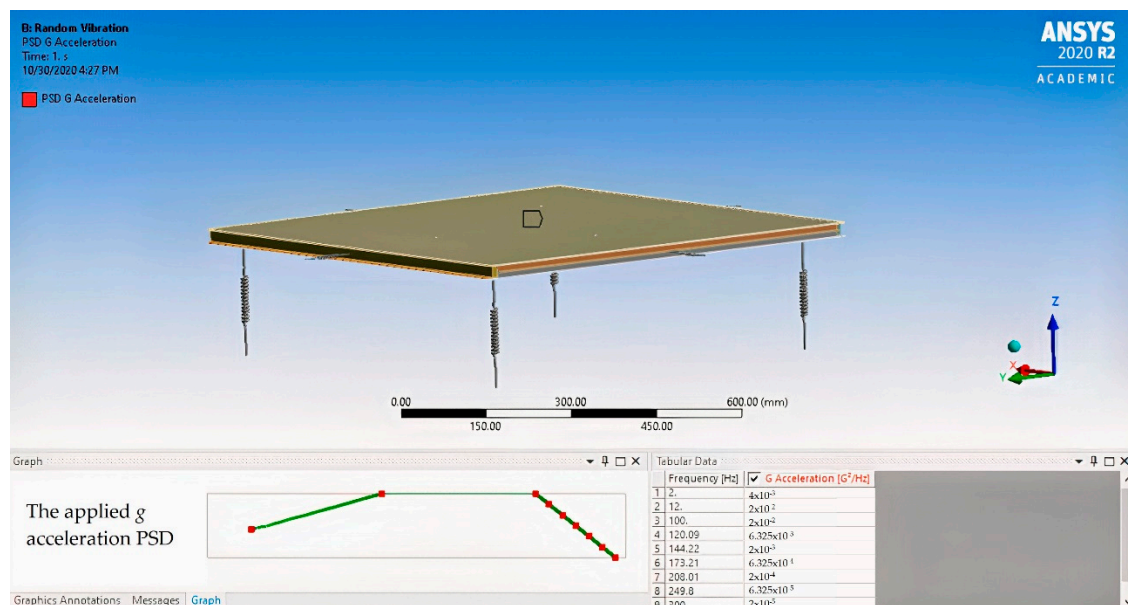 B: Random Vibration
PSD G Acceleration
Time: 1. s
10/30/2020 4:27 PM
PSD G Acceleration
ANSYS
2020 R2
ACADEMIC
Z
X
Y
0.00 300.00 600.00 (mm)
150.00 450.00
Graph
The applied g
acceleration PSD
Graphics Annotations Messages Graph
Tabular Data
Frequency [Hz] G Acceleration [G²/Hz]
1 2. 4x10⁻³
2 12. 2x10⁻²
3 100. 2x10⁻²
4 120.09 6.325x10⁻³
5 144.22 2x10⁻³
6 173.21 6.325x10⁻⁴
7 208.01 2x10⁻⁴
8 249.8 6.325x10⁻⁵
9 300. 2x10⁻⁵